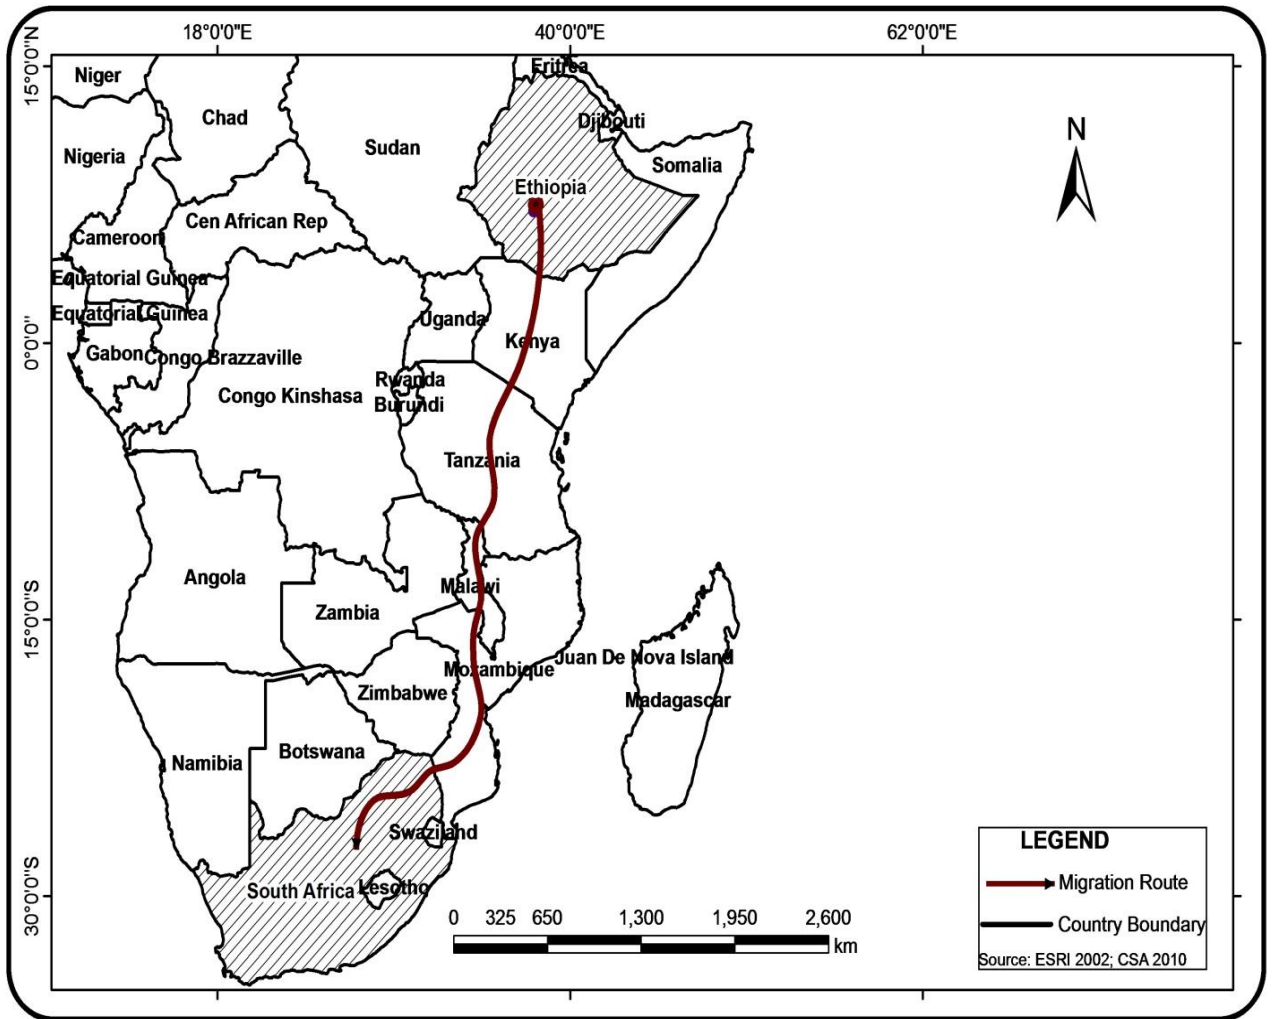 18°0'0"E
40°0'0"E
62°0'0"E
15°0'0"N
0°0'0"
15°0'0"S
30°0'0"S
Niger
Chad
Sudan
Eritrea
Djibouti
Nigeria
Somalia
Ethiopia
Cen African Rep
Cameroon
Equatorial Guinea
Equatorial Guinea
Uganda
Kenya
Gabon
Congo Brazzaville
Rwanda
Congo Kinshasa
Burundi
Tanzania
Angola
Malawi
Zambia
Juan De Nova Island
Mozambique
Zimbabwe
Madagascar
Botswana
Namibia
Swaziland
South Africa
Lesotho
N
0 325 650 1,300 1,950 2,600
km
LEGEND
Migration Route
Country Boundary
Source: ESRI 2002; CSA 2010